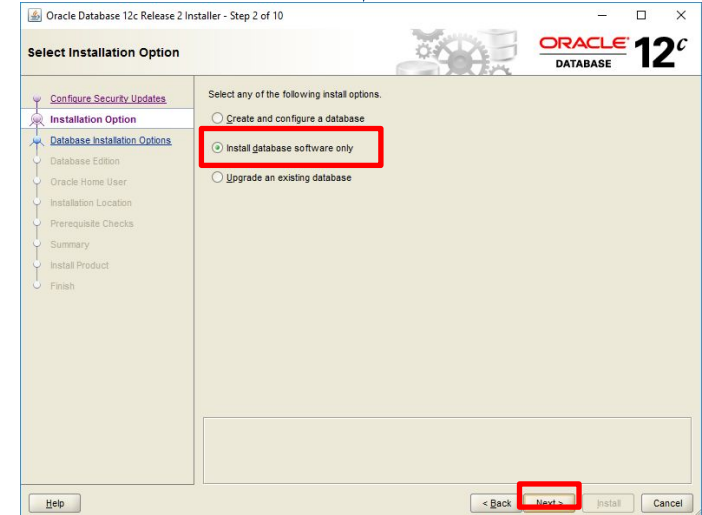 Oracle Database 12c Release 2 Installer - Step 2 of 10
Select Installation Option
ORACLE
DATABASE
12c
Configure Security Updates
Installation Option
Database Installation Options
Database Edition
Oracle Home User
Installation Location
Prerequisite Checks
Summary
Install Product
Finish
Select any of the following install options.
Create and configure a database
Install database software only
Upgrade an existing database
Help
< Back
Next >
Install
Cancel